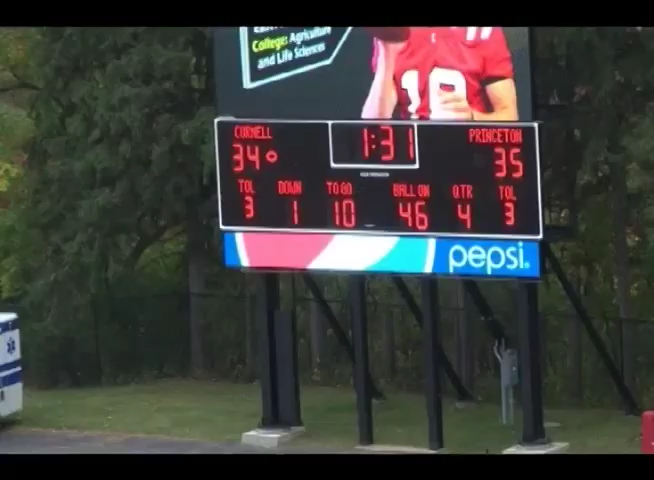 College: Agriculture
and Life Sciences
19
CORNELL 1:31 PRINCETON
34 35
TOL DOWN TO GO BALL ON QTR TOL
3 1 10 46 4 3
pepsi